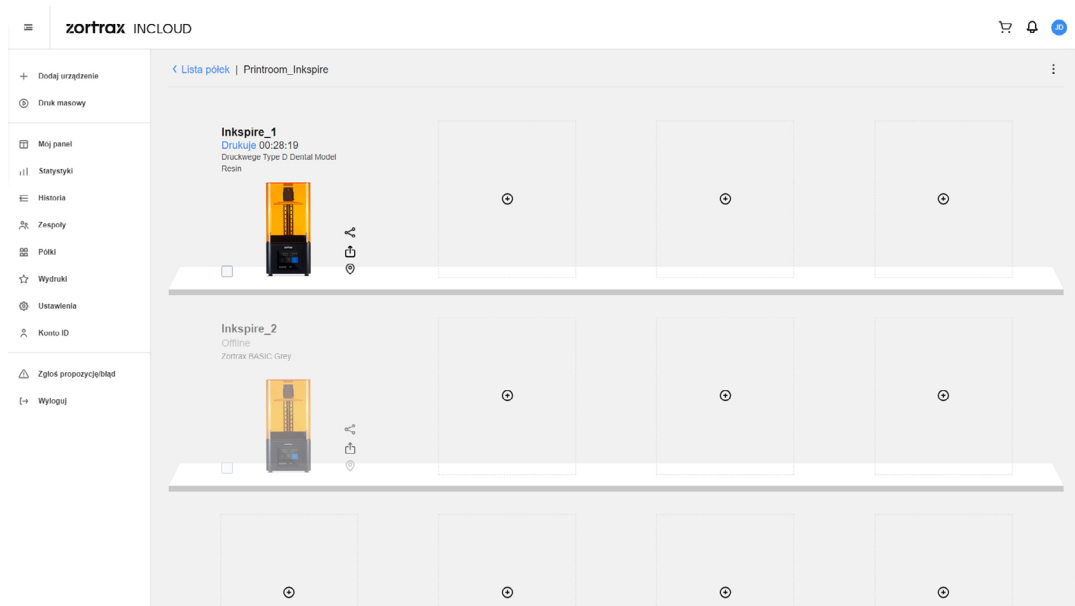 zortrax INCLOUD
JD
Dodaj urządzenie
Druk masowy
Mój panel
Statystyki
Historia
Zespoły
Półki
Wydruki
Ustawienia
Konto ID
Zgłoś propozycję/błąd
Wyloguj
Lista półek | Printroom_Inkspire
Inkspire_1
Drukuje 00:28:19
Druckwege Type D Dental Model
Resin
Inkspire_2
Offline
Zortrax BASIC Grey